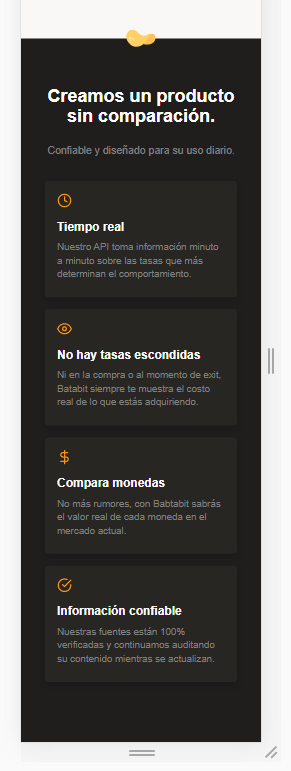 Creamos un producto
sin comparación.
Confiable y diseñado para su uso diario.
Tiempo real
Nuestro API toma información minuto
a minuto sobre las tasas que más
determinan el comportamiento.
No hay tasas escondidas
Ni en la compra o al momento de exit,
Batabit siempre te muestra el costo
real de lo que estás adquiriendo.
Compara monedas
No más rumores, con Babtabit sabrás
el valor real de cada moneda en el
mercado actual.
Información confiable
Nuestras fuentes están 100%
verificadas y continuamos auditando
su contenido mientras se actualizan.